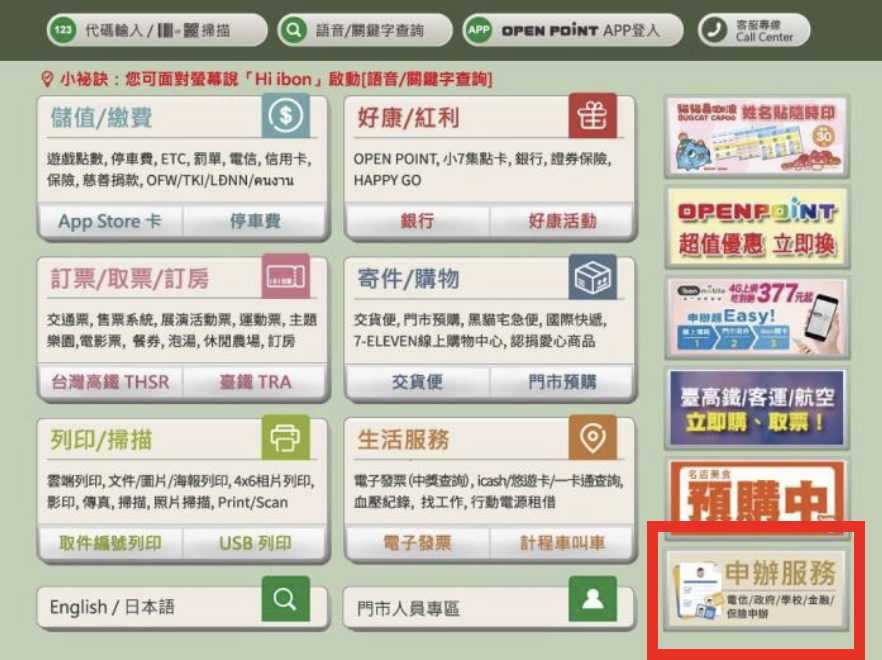 123 代碼輸入 / 掃描
語音/關鍵字查詢
APP OPEN POiNT APP登入
客服專線
Call Center
小祕訣：您可面對螢幕說「Hi ibon」啟動[語音/關鍵字查詢]
儲值/繳費
遊戲點數, 停車費, ETC, 罰單, 電信, 信用卡,
保險, 慈善捐款, OFW/TKI/LĐNN/คนงาน
App Store 卡
停車費
好康/紅利
OPEN POINT, 小7集點卡, 銀行, 證券保險,
HAPPY GO
銀行
好康活動
訂票/取票/訂房
交通票, 售票系統, 展演活動票, 運動票, 主題
樂園,電影票, 餐券, 泡湯, 休閒農場, 訂房
台灣高鐵 THSR
臺鐵 TRA
寄件/購物
交貨便, 門市預購, 黑貓宅急便, 國際快遞,
7-ELEVEN線上購物中心, 認捐愛心商品
交貨便
門市預購
列印/掃描
雲端列印, 文件/圖片/海報列印, 4x6相片列印,
影印, 傳真, 掃描, 照片掃描, Print/Scan
取件編號列印
USB 列印
生活服務
電子發票(中獎查詢), icash/悠遊卡/一卡通查詢,
血壓紀錄, 找工作, 行動電源租借
電子發票
計程車叫車
English / 日本語
門市人員專區
貓貓蟲咖波
BUGCAT CAPOO
姓名貼隨時印
30
OPENPOiNT
超值優惠 立即換
ibon mobile
4G上網
吃到飽 377元起
申辦超Easy!
1 2 3
臺高鐵/客運/航空
立即購、取票！
名店美食
預購中
申辦服務
電信/政府/學校/金融/
保險申辦